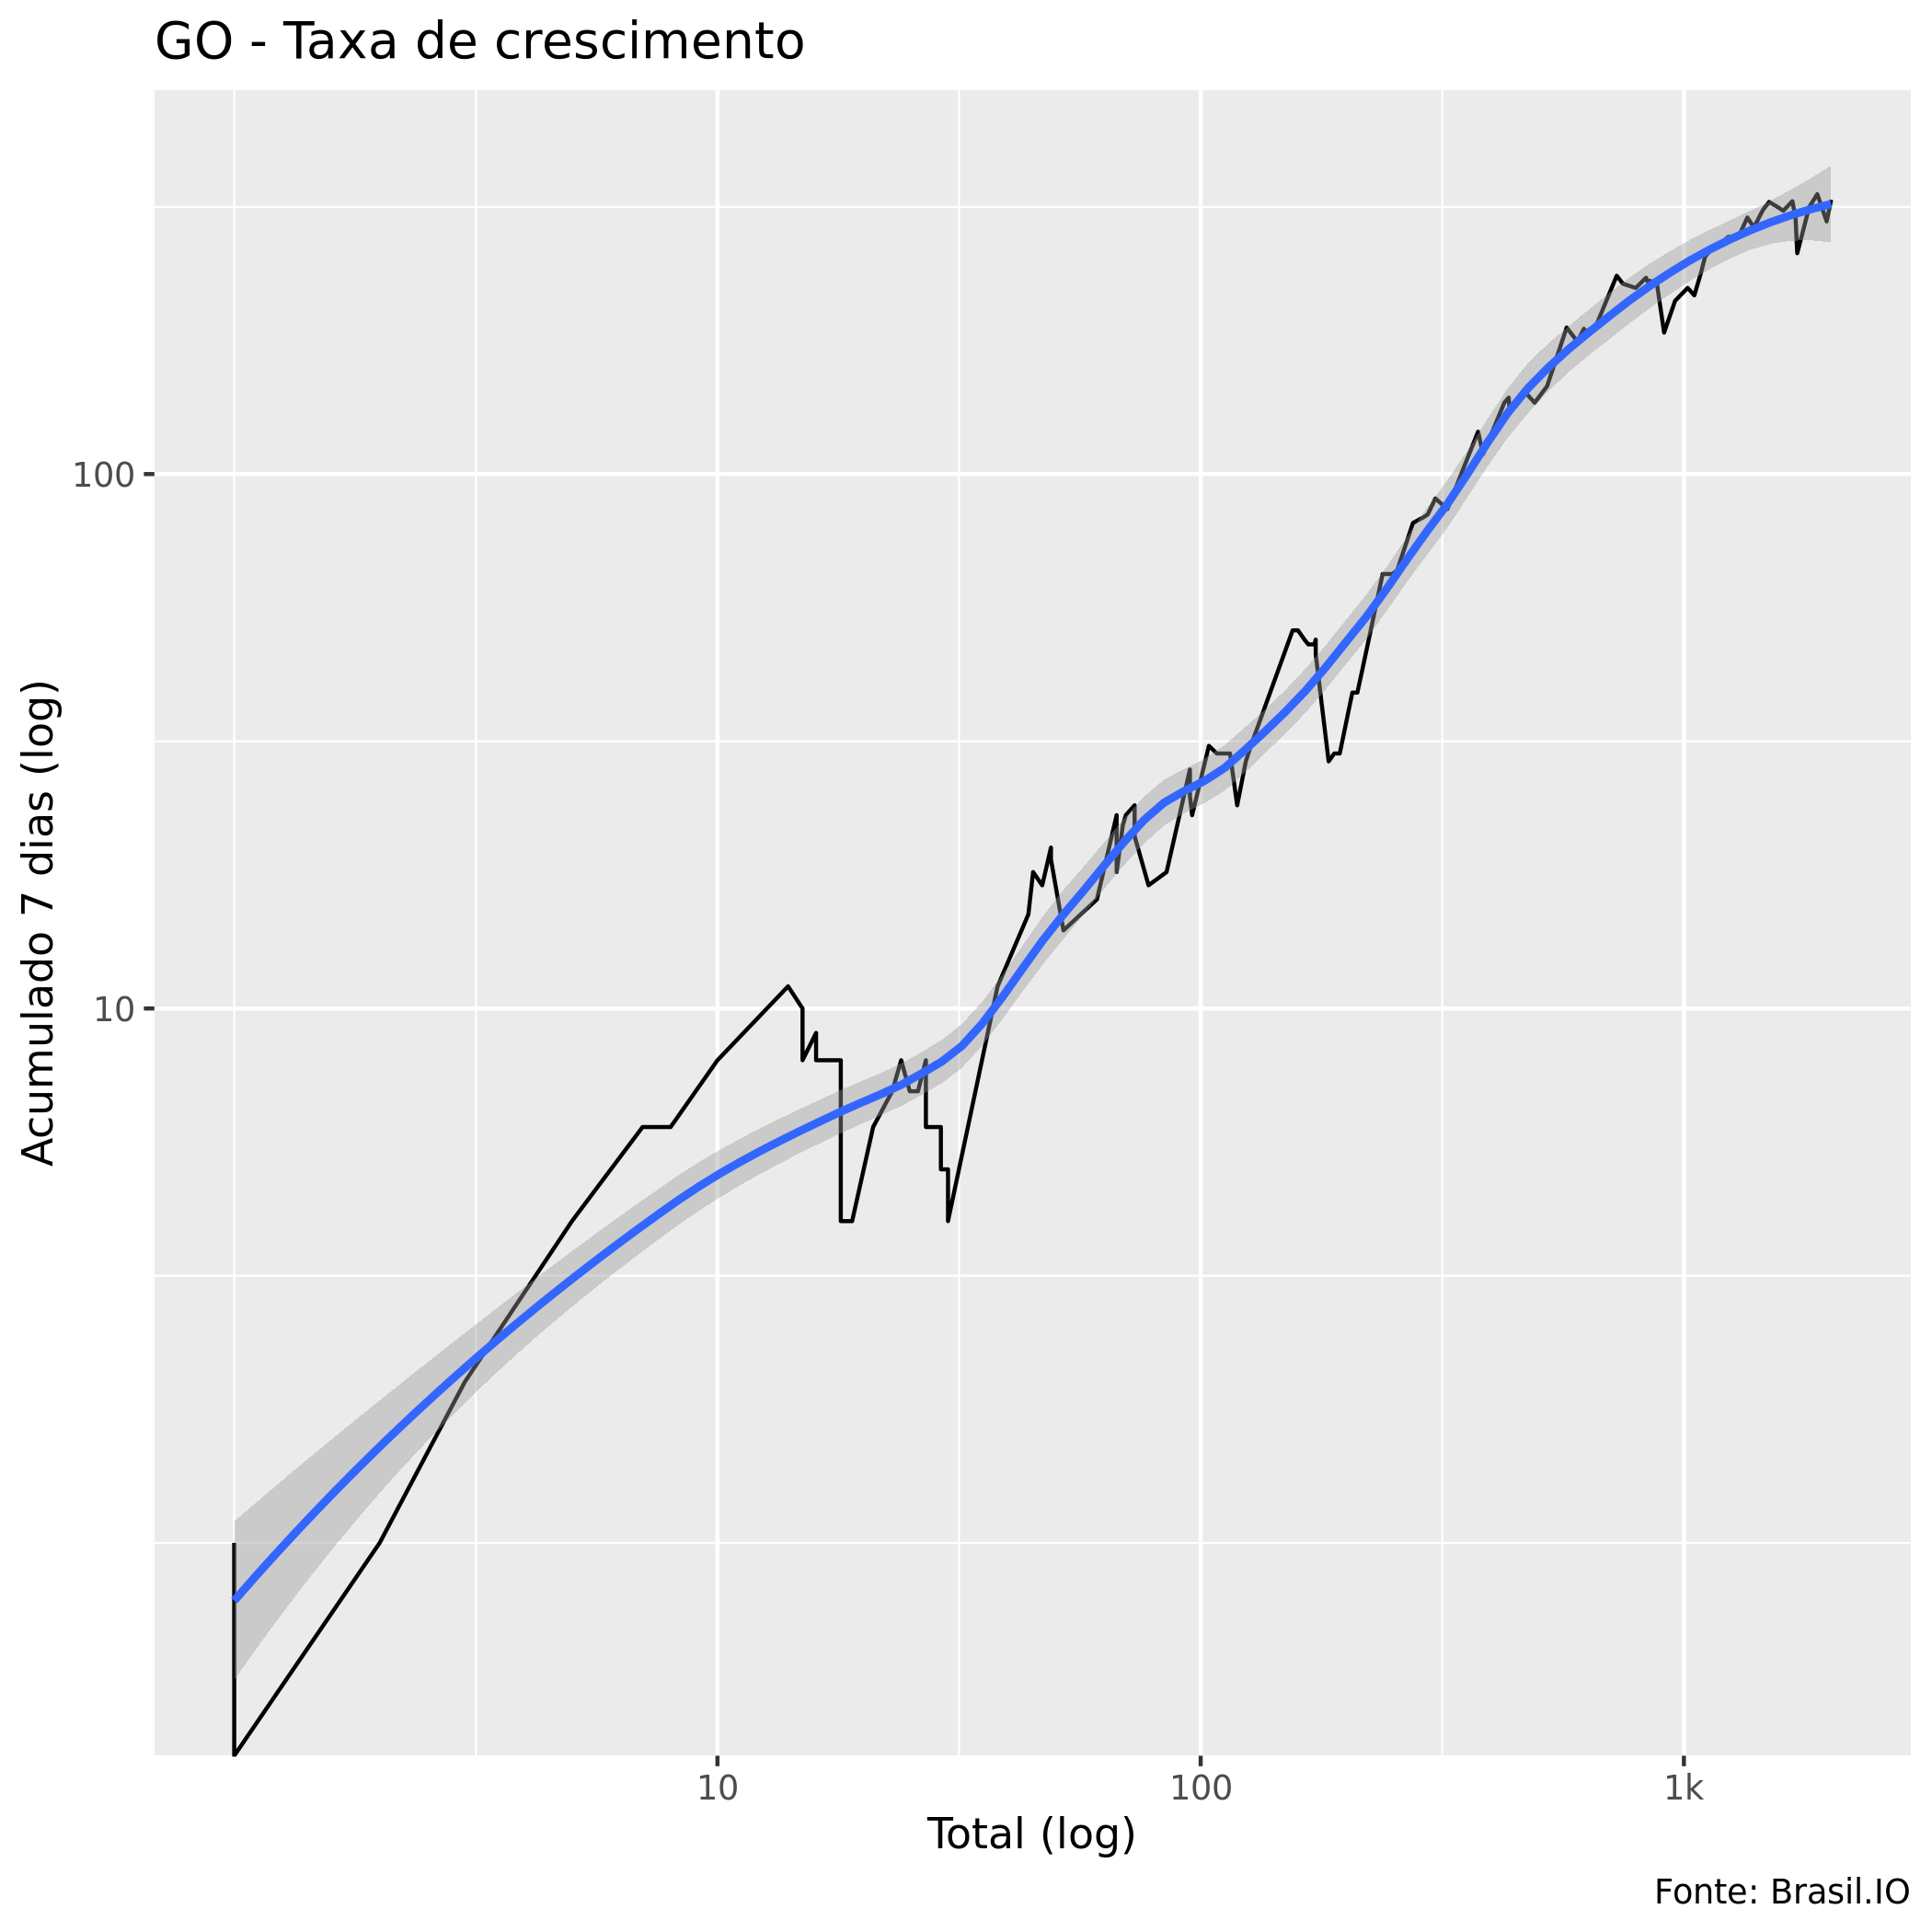 GO - Taxa de crescimento
Acumulado 7 dias (log)
100
10
10
100
1k
Total (log)
Fonte: Brasil.IO